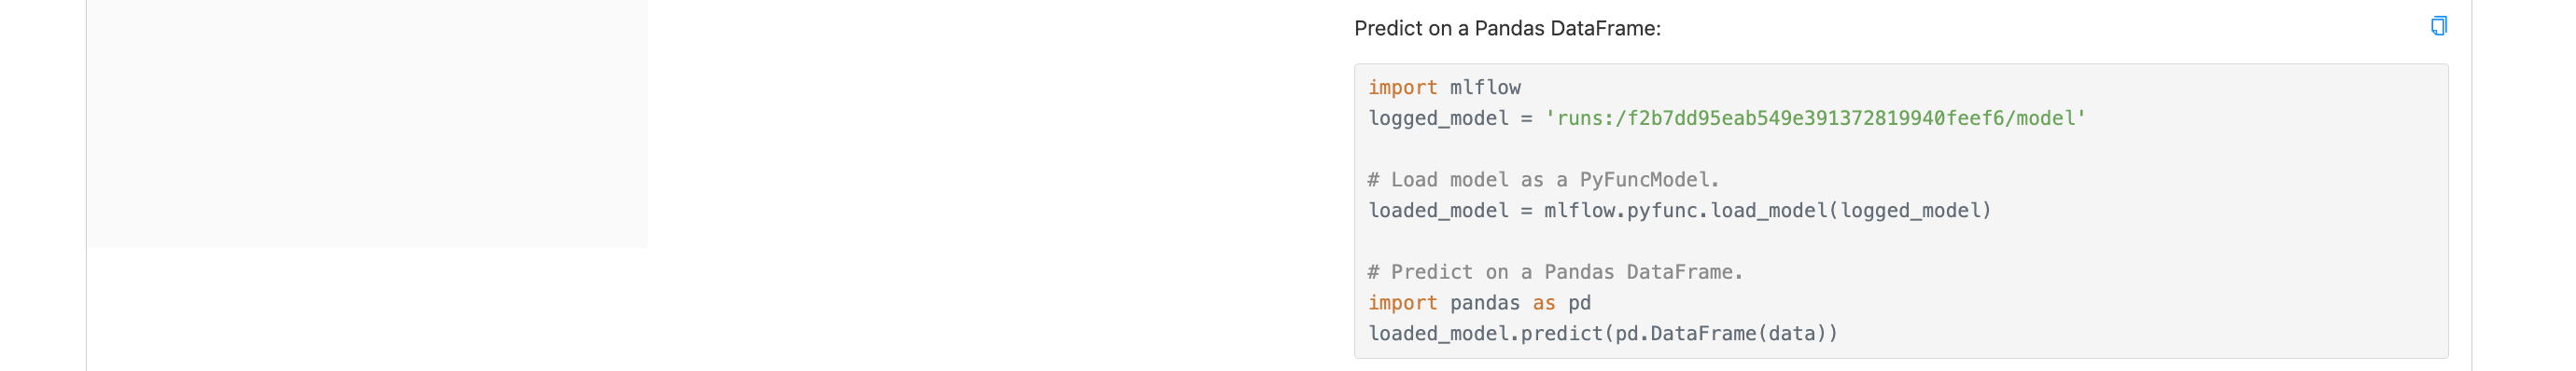 Predict on a Pandas DataFrame:
import mlflow
logged_model = 'runs:/f2b7dd95eab549e391372819940feef6/model'
# Load model as a PyFuncModel.
loaded_model = mlflow.pyfunc.load_model(logged_model)
# Predict on a Pandas DataFrame.
import pandas as pd
loaded_model.predict(pd.DataFrame(data))